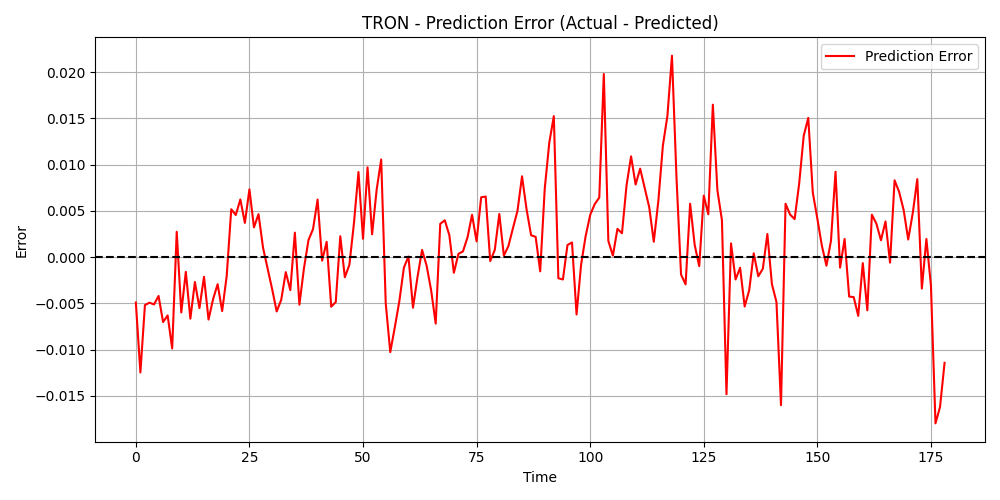 TRON - Prediction Error (Actual - Predicted)
Prediction Error
0.020
0.015
0.010
0.005
0.000
−0.005
−0.010
−0.015
Error
0 25 50 75 100 125 150 175
Time